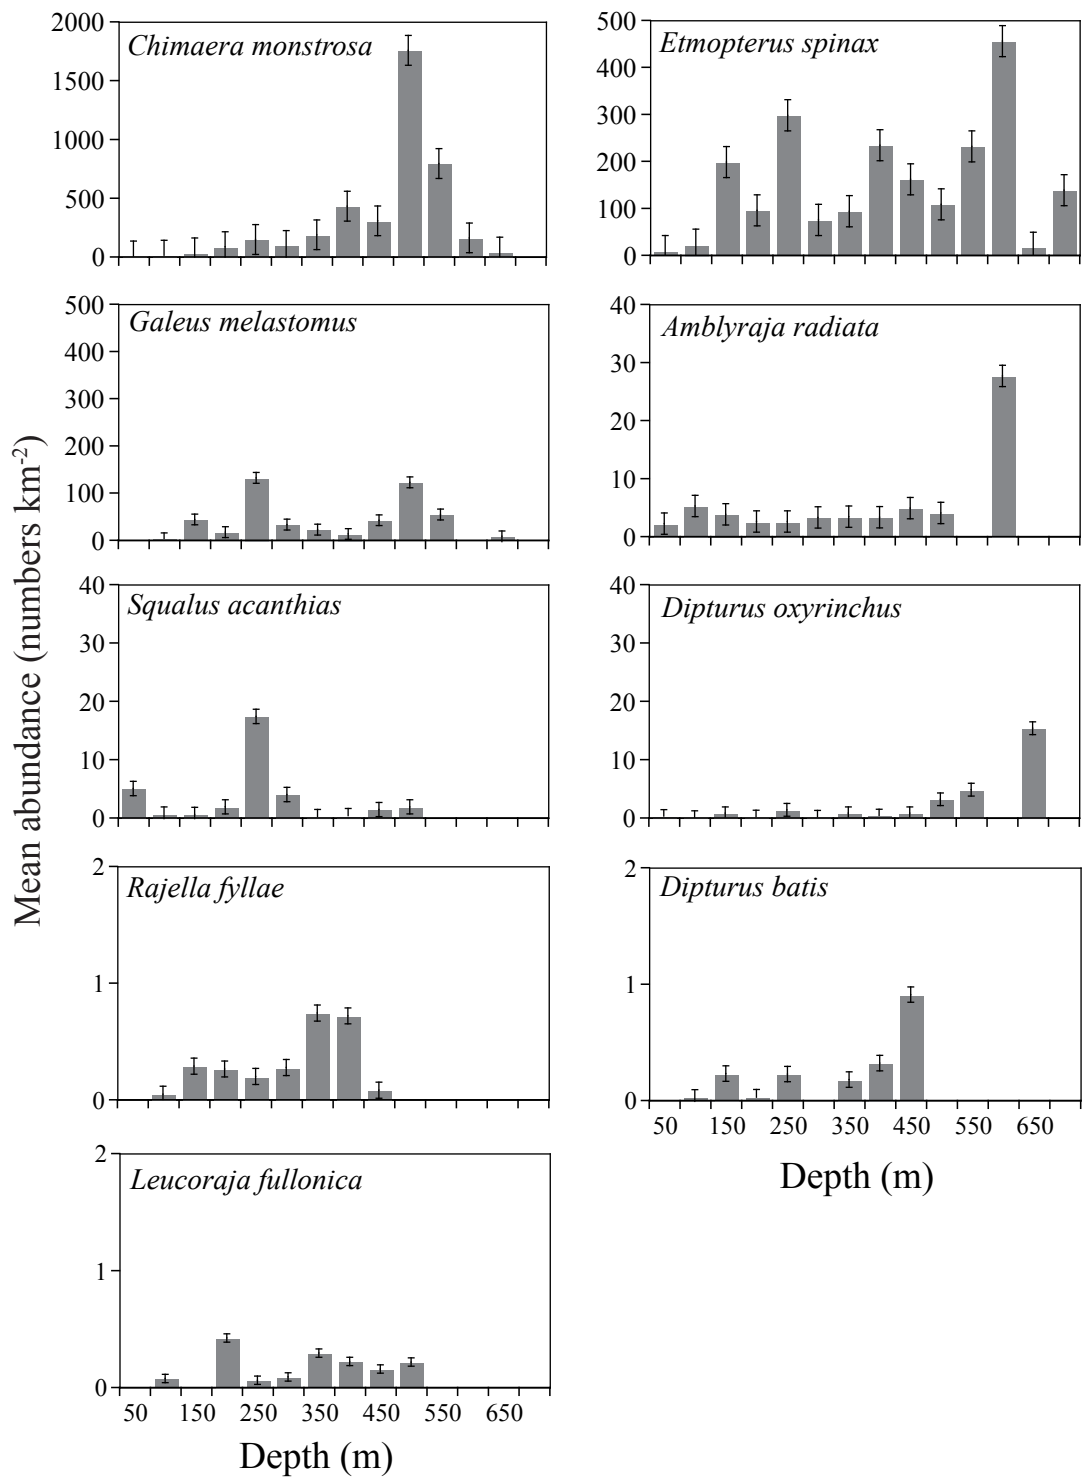 Mean abundance (numbers km-2)
Chimaera monstrosa
2000
1500
1000
500
0
Etmopterus spinax
500
400
300
200
100
0
Galeus melastomus
500
400
300
200
100
0
Amblyraja radiata
40
30
20
10
0
Squalus acanthias
40
30
20
10
0
Dipturus oxyrinchus
40
30
20
10
0
Rajella fyllae
2
1
0
Dipturus batis
2
1
0
50 150 250 350 450 550 650
Depth (m)
Leucoraja fullonica
2
1
0
50 150 250 350 450 550 650
Depth (m)